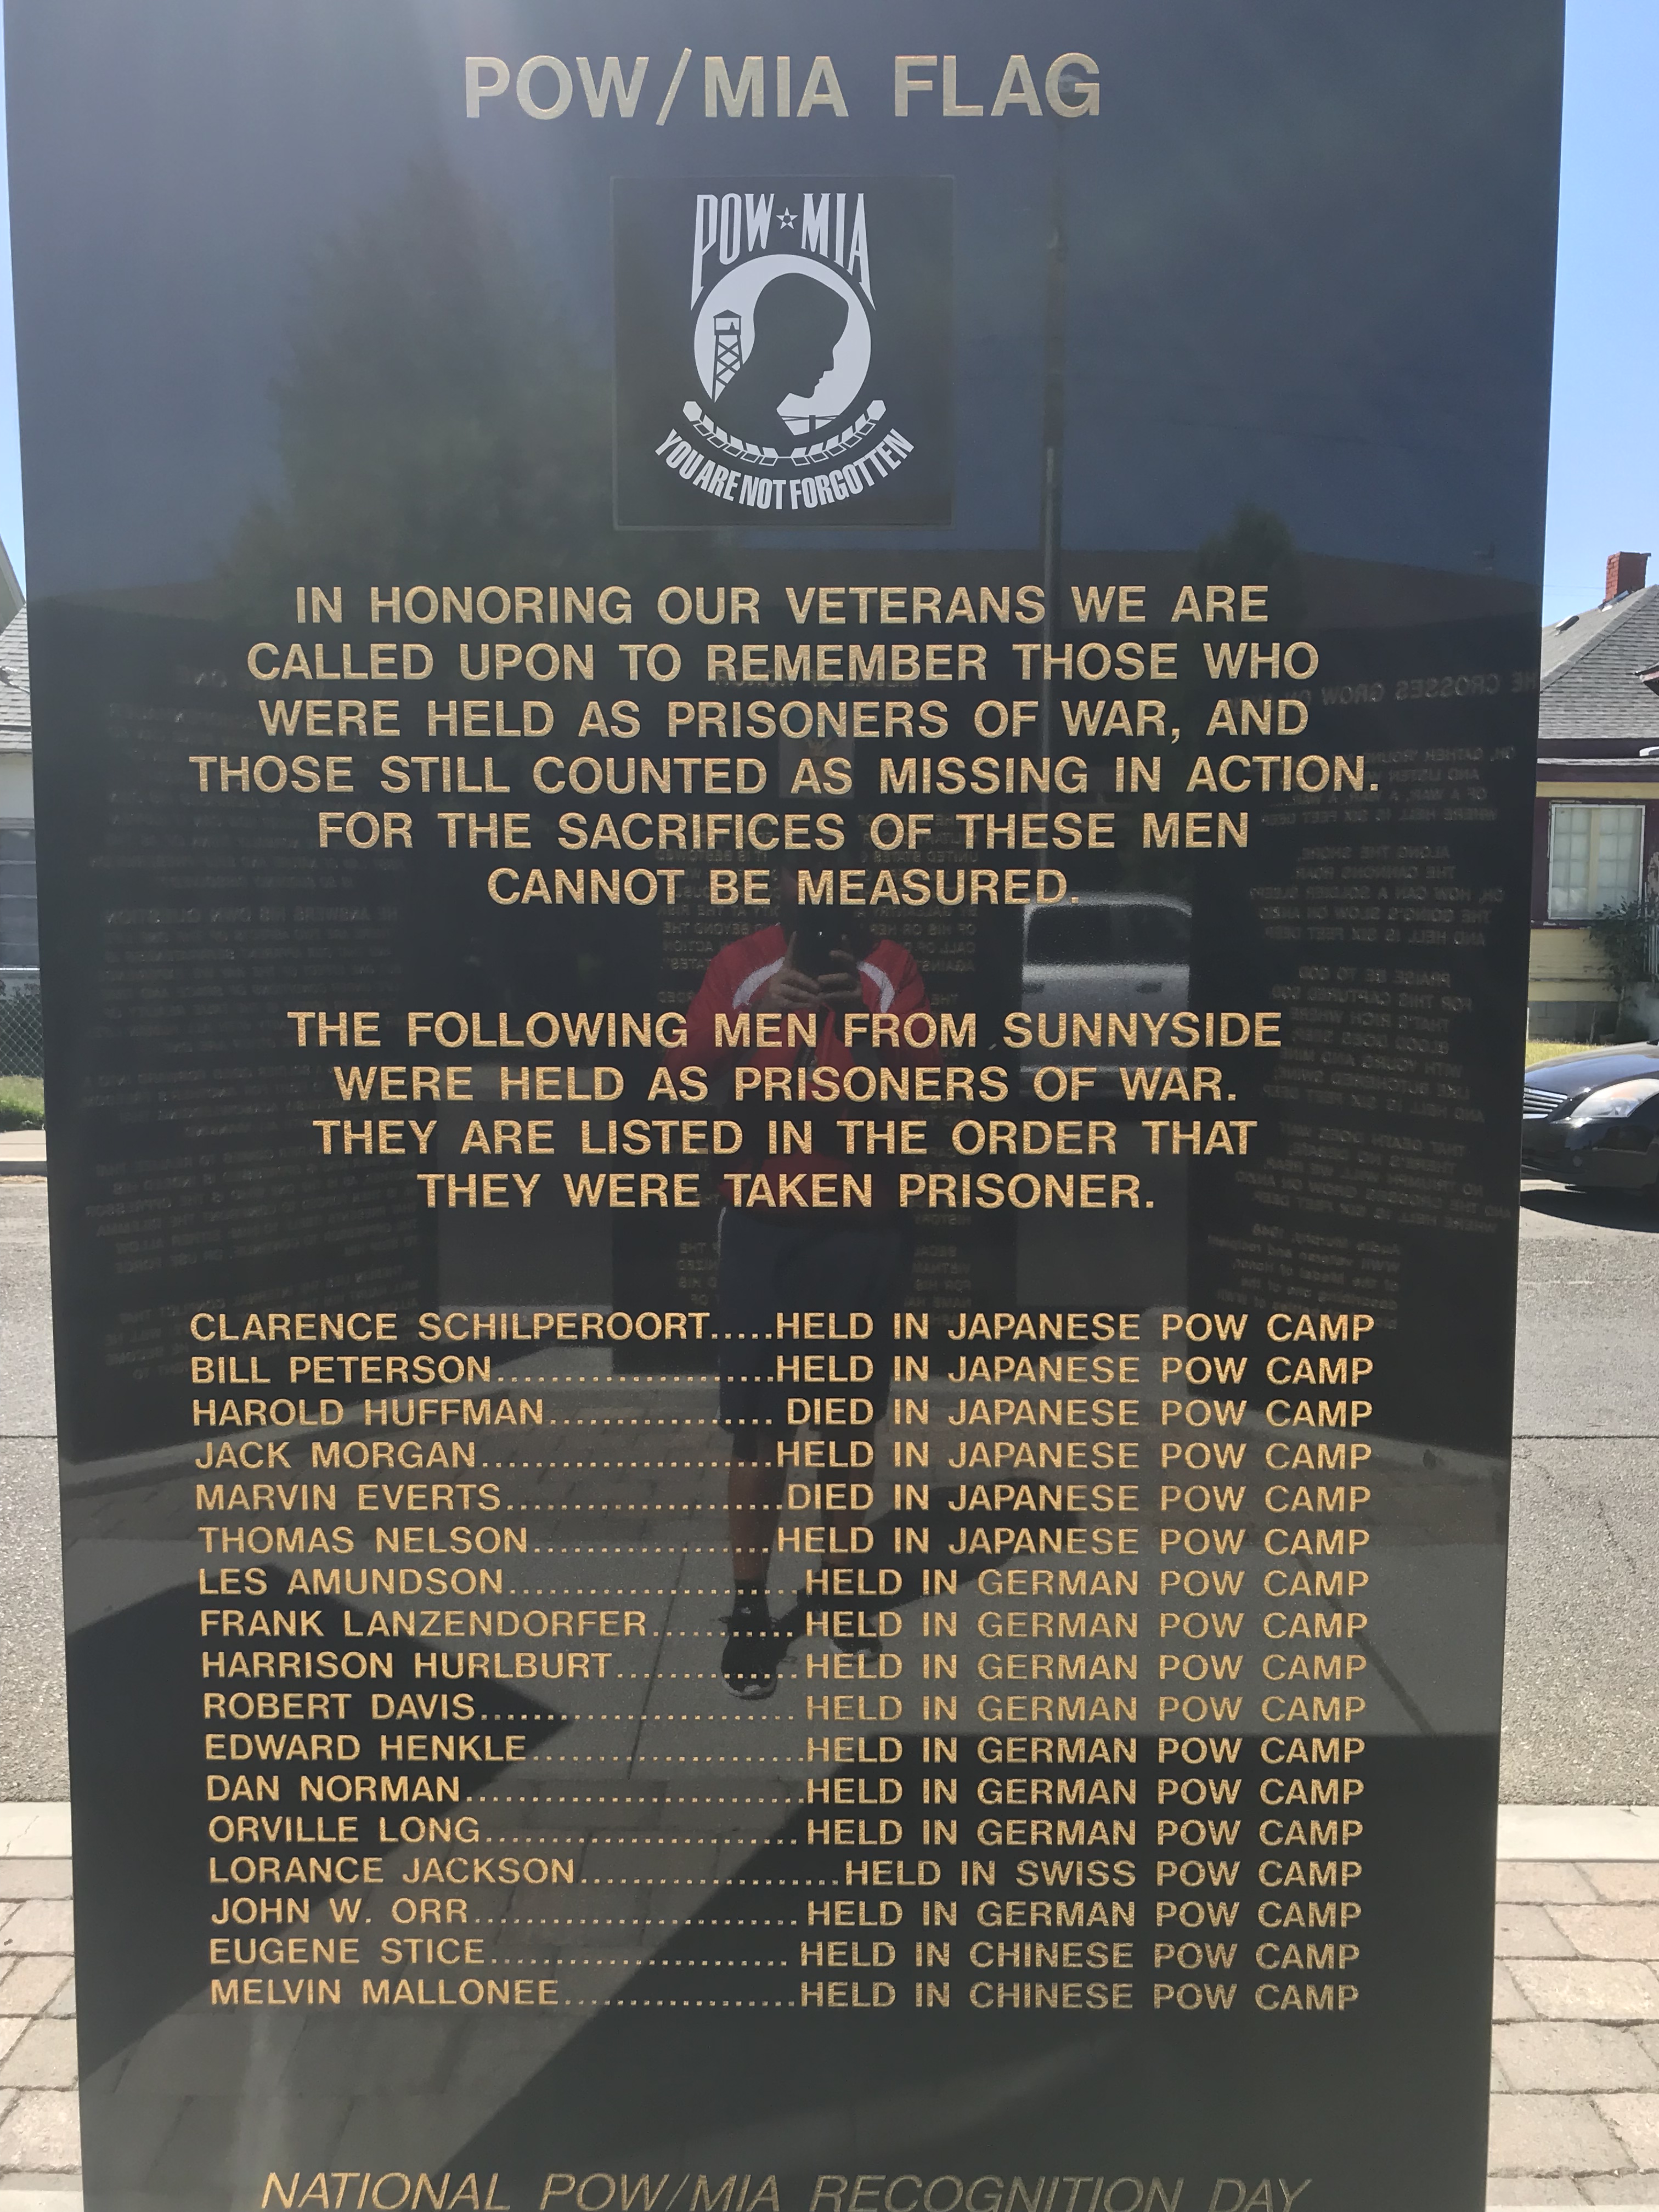 POW/MIA FLAG
POW★MIA
YOU ARE NOT FORGOTTEN
IN HONORING OUR VETERANS WE ARE
CALLED UPON TO REMEMBER THOSE WHO
WERE HELD AS PRISONERS OF WAR, AND
THOSE STILL COUNTED AS MISSING IN ACTION.
FOR THE SACRIFICES OF THESE MEN
CANNOT BE MEASURED.
THE FOLLOWING MEN FROM SUNNYSIDE
WERE HELD AS PRISONERS OF WAR.
THEY ARE LISTED IN THE ORDER THAT
THEY WERE TAKEN PRISONER.
CLARENCE SCHILPEROORT.....HELD IN JAPANESE POW CAMP
BILL PETERSON......................HELD IN JAPANESE POW CAMP
HAROLD HUFFMAN................. DIED IN JAPANESE POW CAMP
JACK MORGAN.......................HELD IN JAPANESE POW CAMP
MARVIN EVERTS.....................DIED IN JAPANESE POW CAMP
THOMAS NELSON...................HELD IN JAPANESE POW CAMP
LES AMUNDSON.......................HELD IN GERMAN POW CAMP
FRANK LANZENDORFER........... HELD IN GERMAN POW CAMP
HARRISON HURLBURT..............HELD IN GERMAN POW CAMP
ROBERT DAVIS........................ HELD IN GERMAN POW CAMP
EDWARD HENKLE.....................HELD IN GERMAN POW CAMP
DAN NORMAN..........................HELD IN GERMAN POW CAMP
ORVILLE LONG........................HELD IN GERMAN POW CAMP
LORANCE JACKSON....................HELD IN SWISS POW CAMP
JOHN W. ORR.........................HELD IN GERMAN POW CAMP
EUGENE STICE....................... HELD IN CHINESE POW CAMP
MELVIN MALLONEE..................HELD IN CHINESE POW CAMP
NATIONAL POW/MIA RECOGNITION DAY